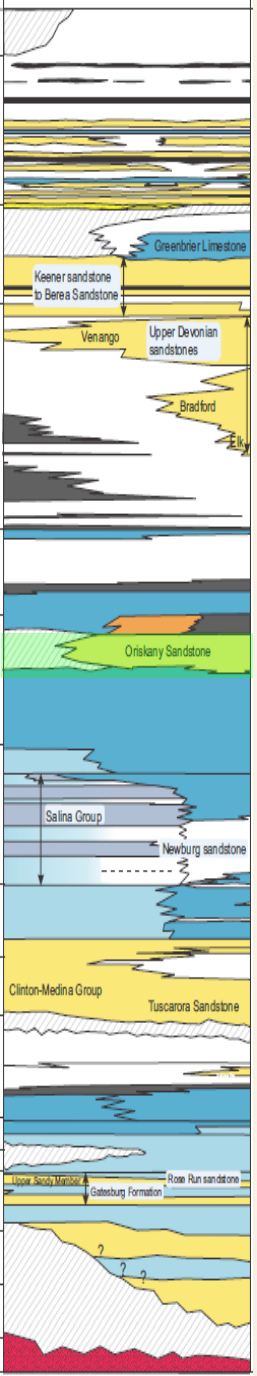 Greenbrier Limestone
Keener sandstone
to Berea Sandstone
Venango
Upper Devonian
sandstones
Bradford
Elk
Oriskany Sandstone
Salina Group
Newburg sandstone
Clinton-Medina Group
Tuscarora Sandstone
Rose Run sandstone
Upper Sandy Member
Gatesburg Formation
?
?
?